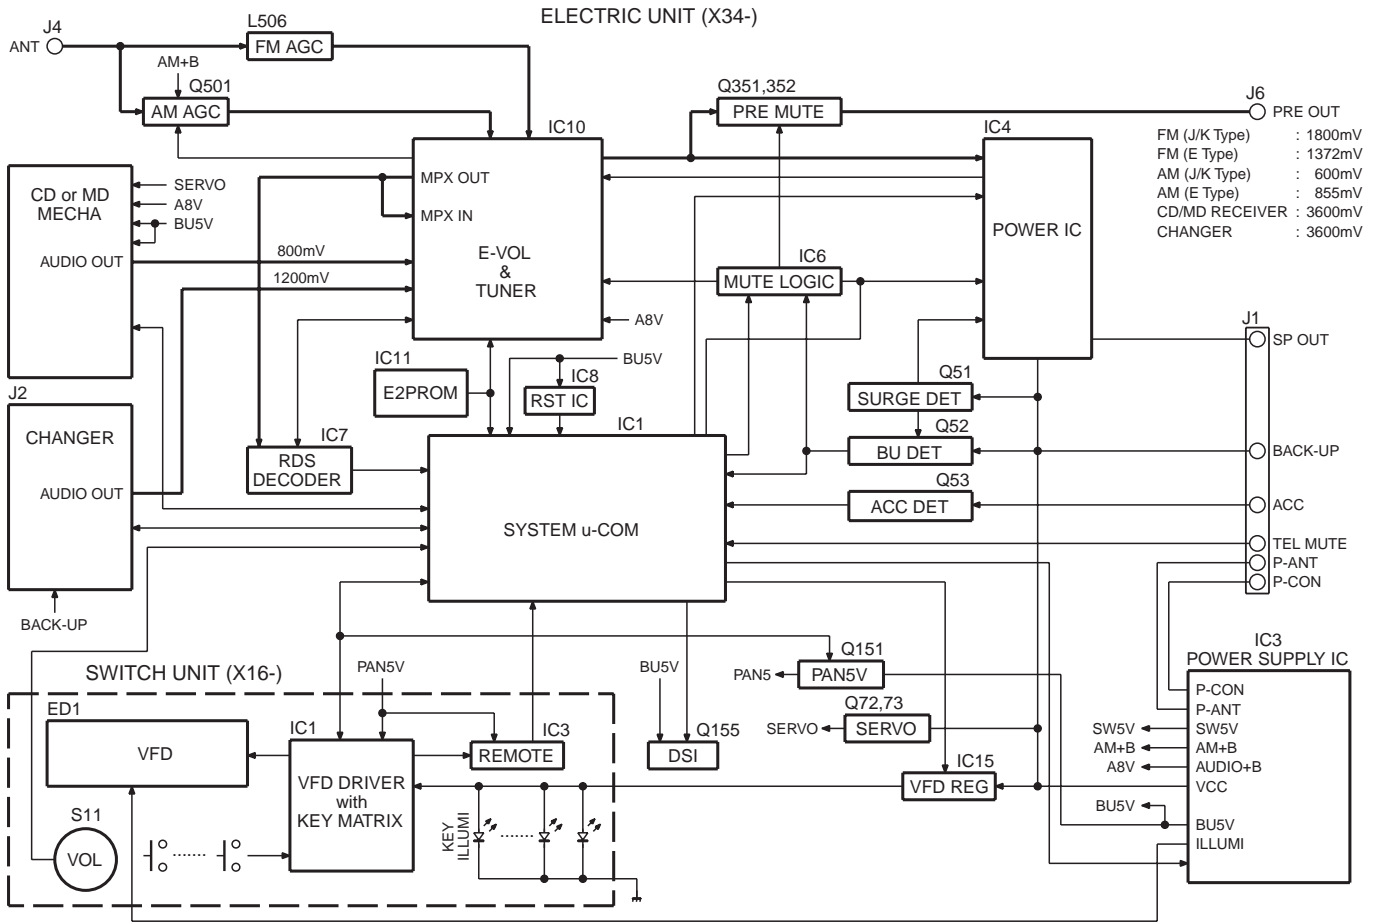 ELECTRIC UNIT (X34-)
J4
ANT
L506
FM AGC
AM+B
Q501
AM AGC
Q351,352
PRE MUTE
J6
PRE OUT
FM (J/K Type) : 1800mV
FM (E Type) : 1372mV
AM (J/K Type) : 600mV
AM (E Type) : 855mV
CD/MD RECEIVER : 3600mV
CHANGER : 3600mV
IC10
MPX OUT
MPX IN
E-VOL
&
TUNER
IC4
POWER IC
CD or MD
MECHA
SERVO
A8V
BU5V
AUDIO OUT
800mV
1200mV
IC6
MUTE LOGIC
A8V
J1
SP OUT
BACK-UP
ACC
TEL MUTE
P-ANT
P-CON
IC11
E2PROM
BU5V
IC8
RST IC
Q51
SURGE DET
Q52
BU DET
Q53
ACC DET
J2
CHANGER
AUDIO OUT
BACK-UP
IC7
RDS
DECODER
IC1
SYSTEM u-COM
IC3
POWER SUPPLY IC
P-CON
P-ANT
SW5V
SW5V
AM+B
AM+B
A8V
AUDIO+B
VCC
BU5V
BU5V
ILLUMI
Q151
PAN5
PAN5V
Q72,73
SERVO
SERVO
IC15
VFD REG
BU5V
Q155
DSI
SWITCH UNIT (X16-)
PAN5V
ED1
VFD
IC1
VFD DRIVER
with
KEY MATRIX
IC3
REMOTE
S11
VOL
KEY
ILLUMI